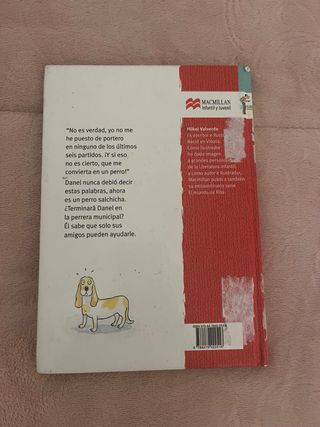 MACMILLAN
Infantil y Juvenil
"No es verdad, yo no me
he puesto de portero
en ninguno de los últimos
seis partidos. ¡Y si eso
no es cierto, que me
convierta en un perro!"
Danel nunca debió decir
estas palabras, ahora
es un perro salchicha.
¿Terminará Danel en
la perrera municipal?
Él sabe que solo sus
amigos pueden ayudarle.
Mikel Valverde
es escritor e
Nació en Vitoria.
Como ilustrador
ha dado imagen
a grandes
de la Literatura Infantil,
y como autor e ilustrador,
Macmillan publica también
su
El mundo de Rita.